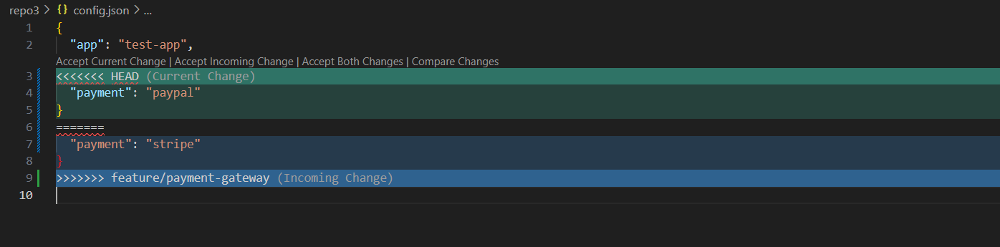 repo3 > {} config.json > ...
1 {
2 "app": "test-app",
Accept Current Change | Accept Incoming Change | Accept Both Changes | Compare Changes
3 <<<<<<< HEAD (Current Change)
4 "payment": "paypal"
5 }
6 =======
7 "payment": "stripe"
8 }
9 >>>>>>> feature/payment-gateway (Incoming Change)
10